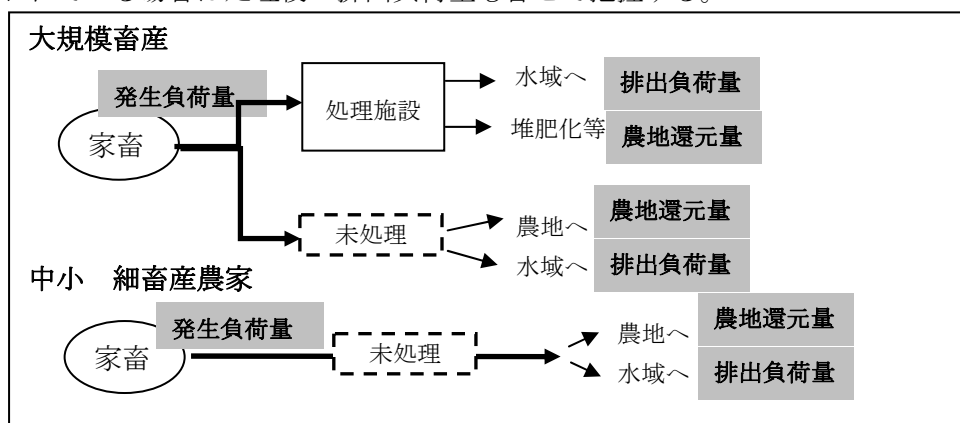 大規模畜産
発生負荷量
家畜
処理施設
水域へ 排出負荷量
堆肥化等 農地還元量
未処理
農地へ 農地還元量
水域へ 排出負荷量
中小 細畜産農家
発生負荷量
家畜
未処理
農地へ 農地還元量
水域へ 排出負荷量